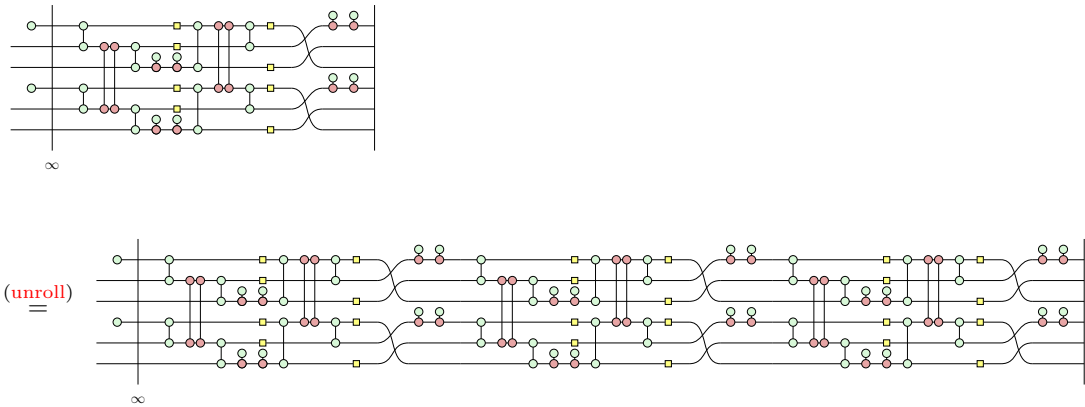 ∞
(unroll)
=
∞